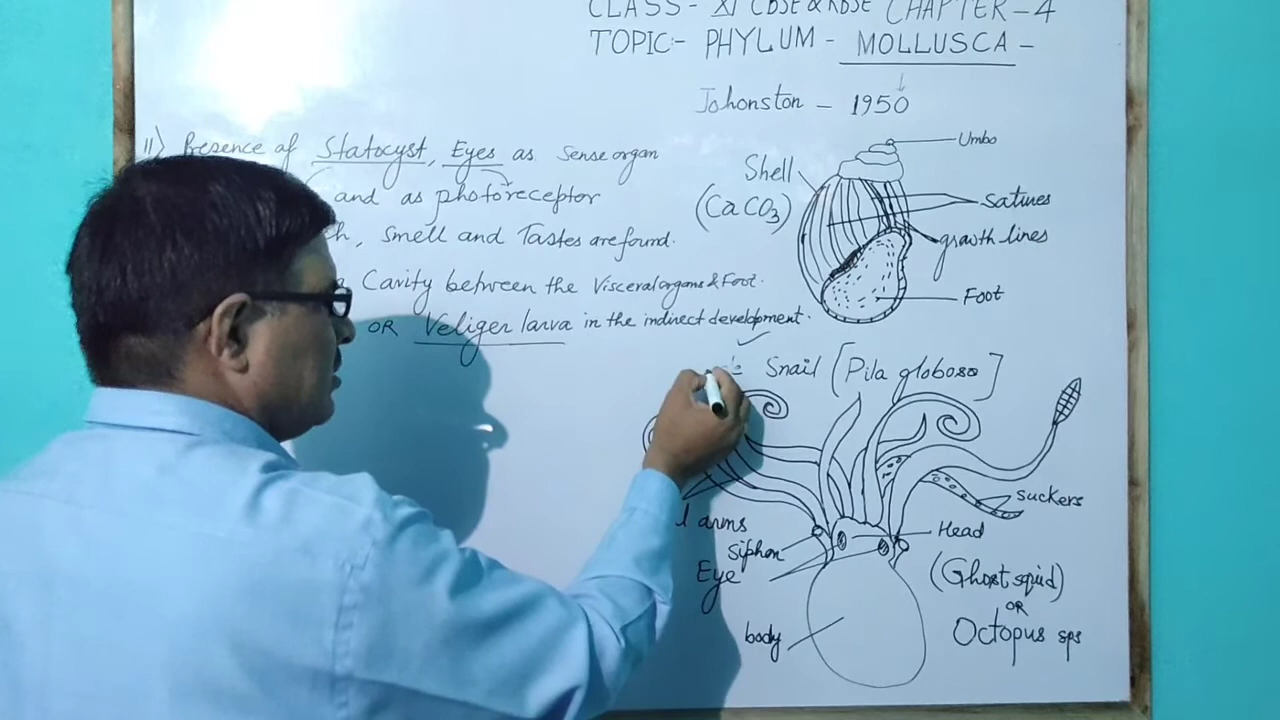 CLASS- XI CBSE & KBSE CHAPTER-4
TOPIC:- PHYLUM - MOLLUSCA -
Johonston - 1950
11) Presence of Statocyst, Eyes as Sense organ
and as photoreceptor
, Smell and Tastes are found.
Cavity between the Visceral organs & Foot.
OR Veliger larva in the indirect development.
Umbo
Shell
(CaCO3)
Satures
growth lines
Foot
Snail [Pila globosa]
suckers
arms
Siphon
Eye
Head
(Ghost squid)
OR
Octopus sps
body